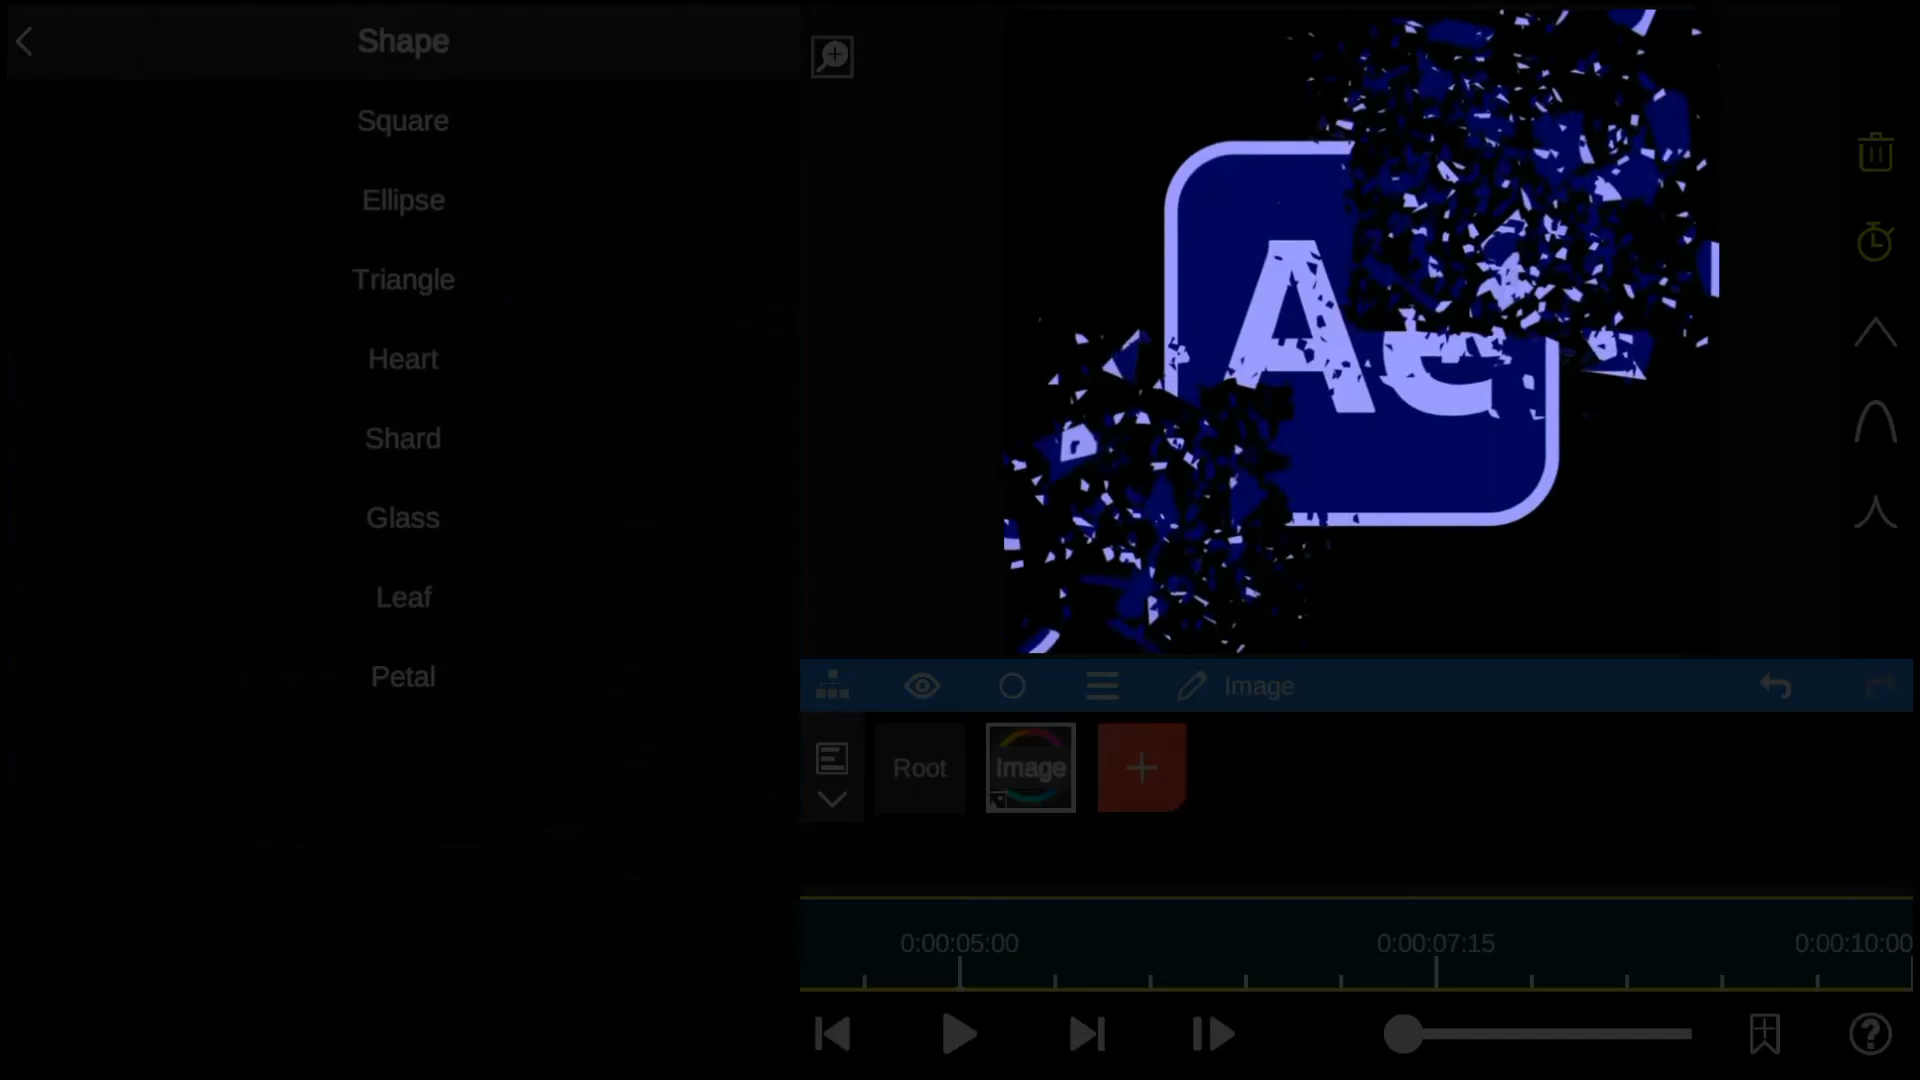 Shape
Square
Ellipse
Triangle
Heart
Shard
Glass
Leaf
Petal
Ae
Image
Root
Image
0:00:05:00
0:00:07:15
0:00:10:00